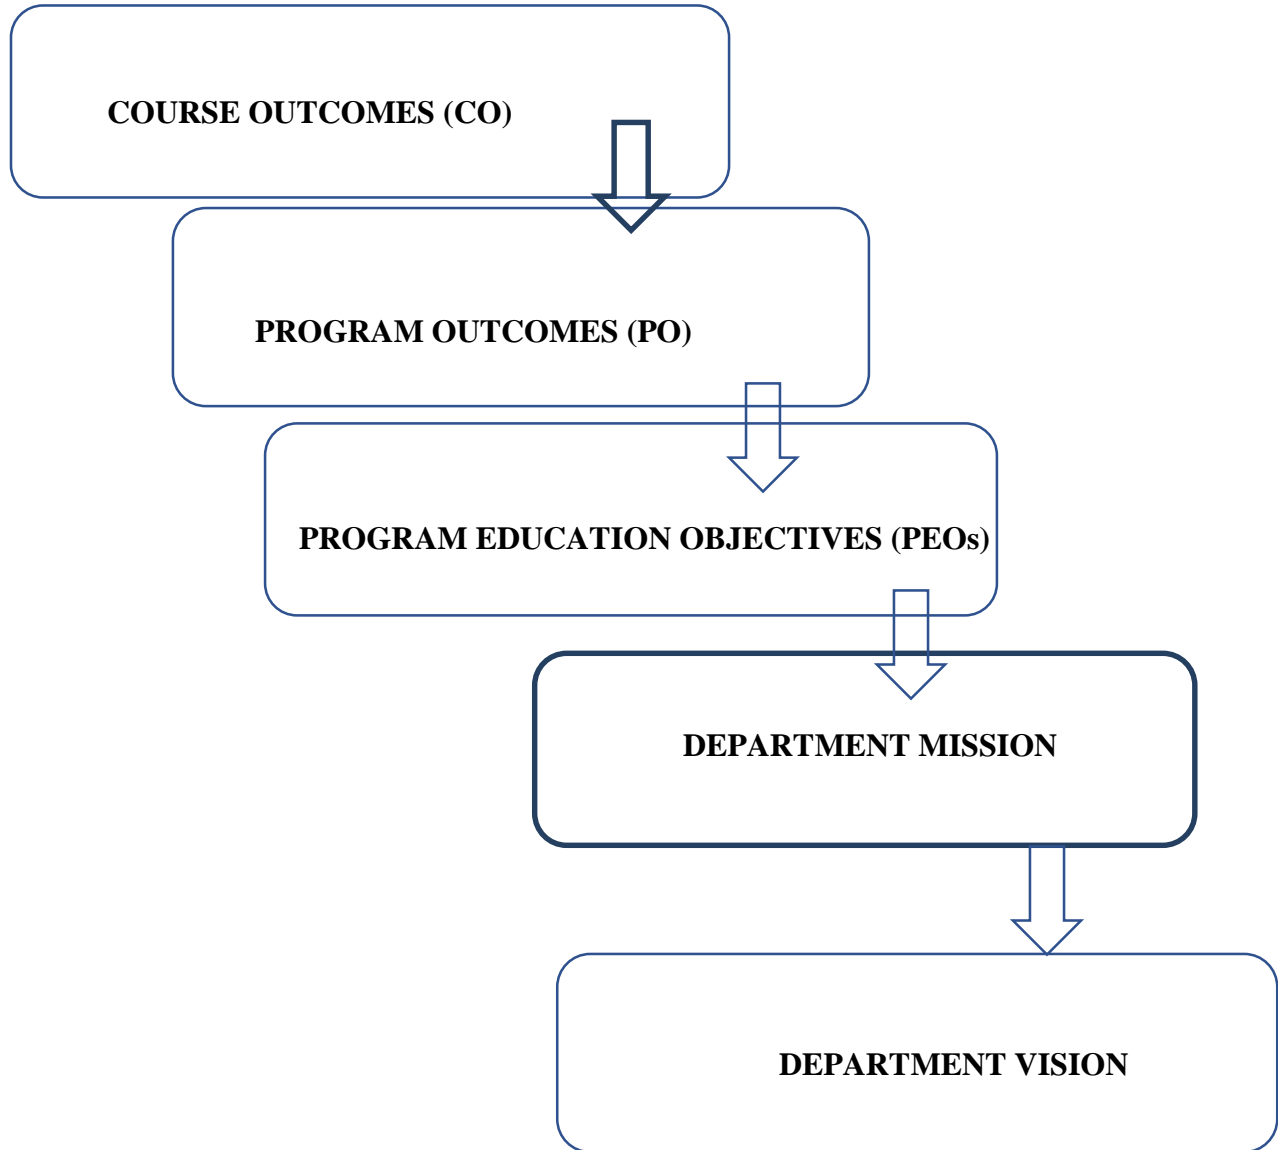 COURSE OUTCOMES (CO)
PROGRAM OUTCOMES (PO)
PROGRAM EDUCATION OBJECTIVES (PEOs)
DEPARTMENT MISSION
DEPARTMENT VISION